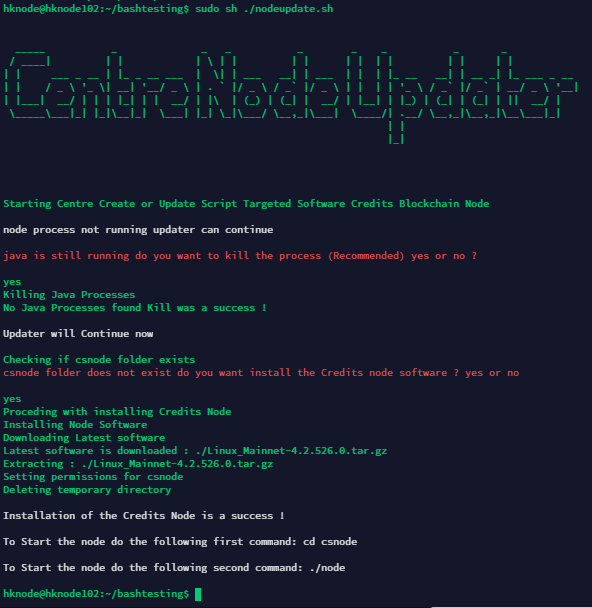 hknode@hknode102:~/bashtesting$ sudo sh ./nodeupdate.sh
Centre Node Updater
Starting Centre Create or Update Script Targeted Software Credits Blockchain Node
node process not running updater can continue
java is still running do you want to kill the process (Recommended) yes or no ?
yes
Killing Java Processes
No Java Processes found Kill was a success !
Updater will Continue now
Checking if csnode folder exists
csnode folder does not exist do you want install the Credits node software ? yes or no
yes
Proceding with installing Credits Node
Installing Node Software
Downloading Latest software
Latest software is downloaded : ./Linux_Mainnet-4.2.526.0.tar.gz
Extracting : ./Linux_Mainnet-4.2.526.0.tar.gz
Setting permissions for csnode
Deleting temporary directory
Installation of the Credits Node is a success !
To Start the node do the following first command: cd csnode
To Start the node do the following second command: ./node
hknode@hknode102:~/bashtesting$